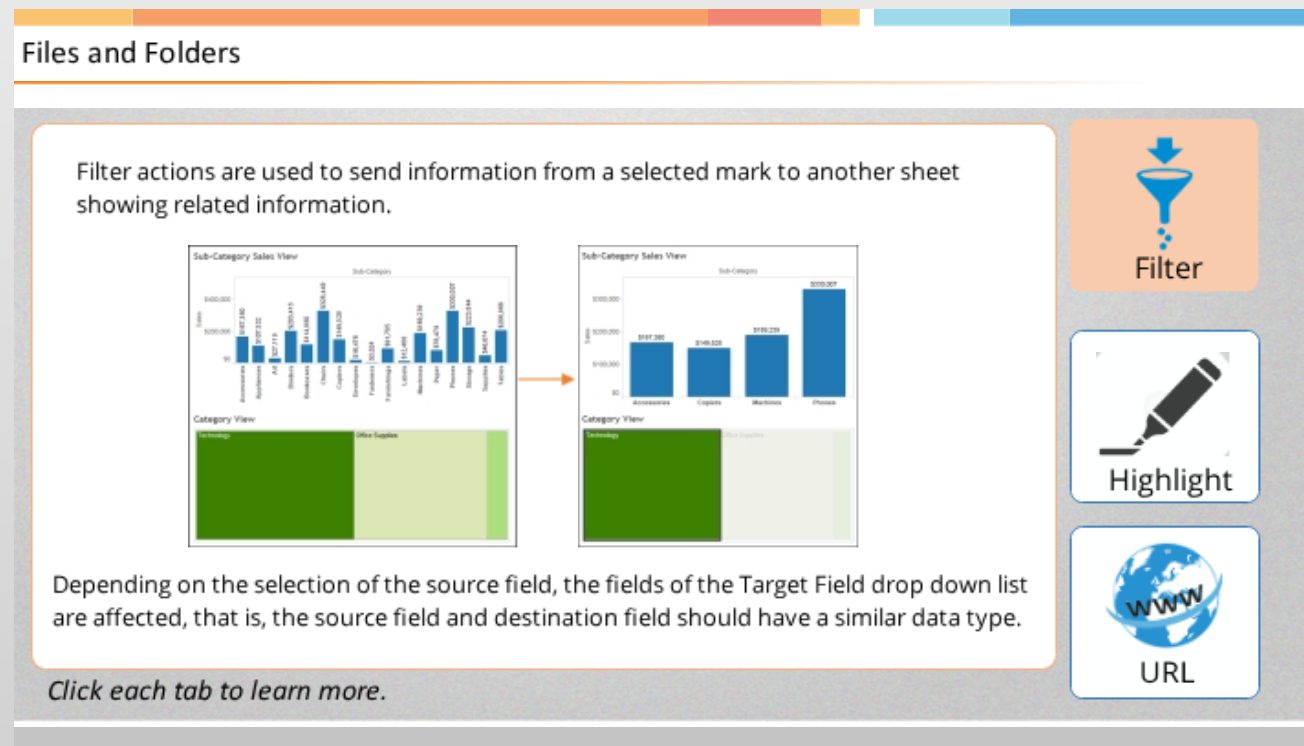 Files and Folders
Filter actions are used to send information from a selected mark to another sheet
showing related information.
Sub-Category Sales View
Sub-Category
Sales
$400,000
$200,000
$0
Accessories
Appliances
Art
Binders
Bookcases
Chairs
Copiers
Envelopes
Fasteners
Furnishings
Labels
Machines
Paper
Phones
Storage
Supplies
Tables
Category View
Technology
Office Supplies
Sub-Category Sales View
Sub-Category
Sales
$300,000
$200,000
$100,000
$0
$167,380
$149,528
$189,239
$330,007
Accessories
Copiers
Machines
Phones
Category View
Technology
Office Supplies
Depending on the selection of the source field, the fields of the Target Field drop down list
are affected, that is, the source field and destination field should have a similar data type.
Click each tab to learn more.
Filter
Highlight
WWW
URL